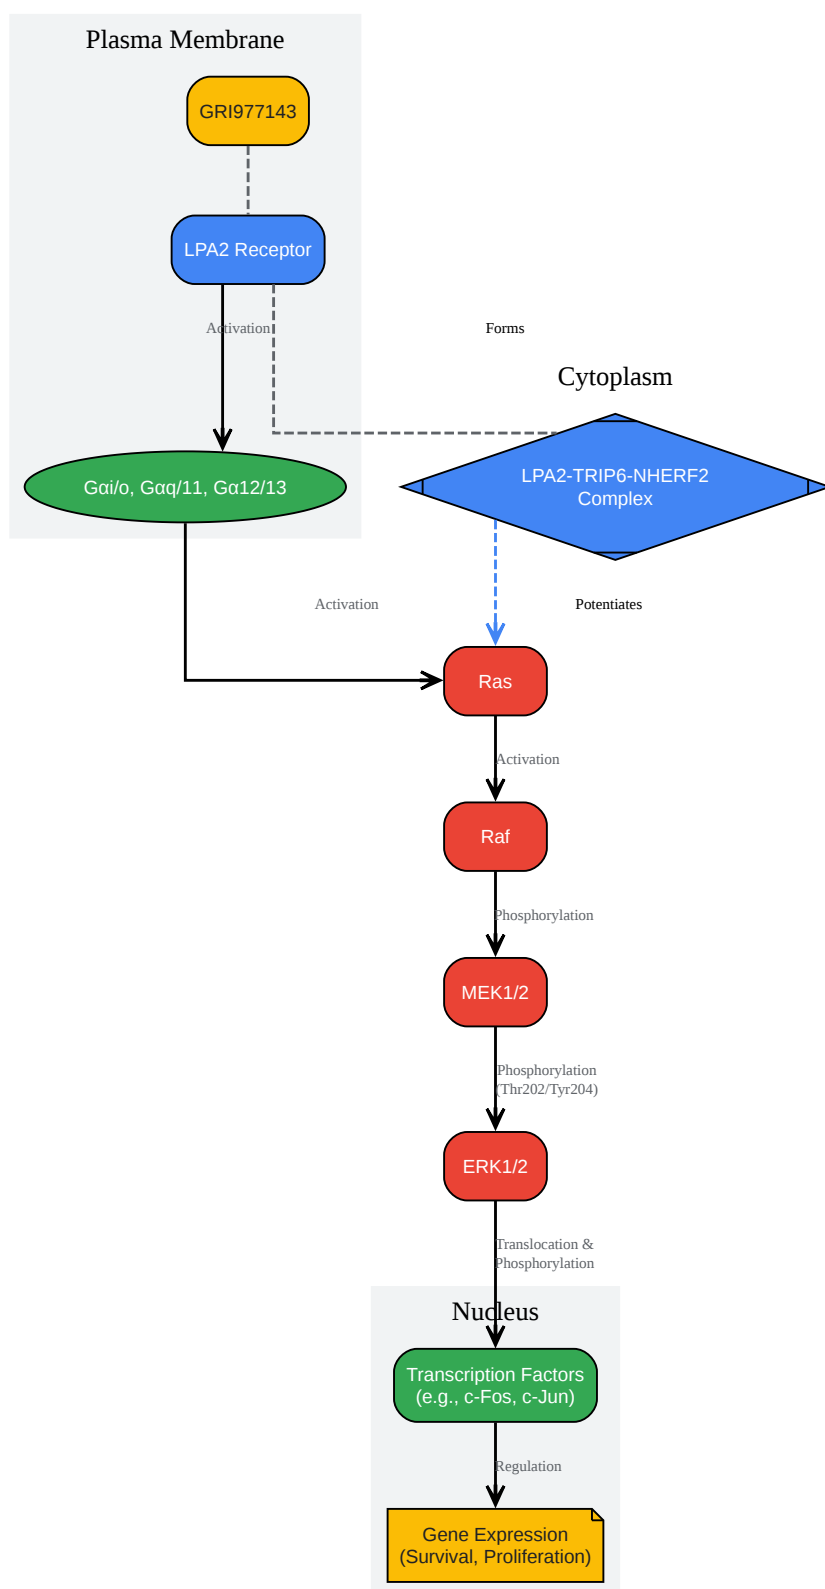 Plasma Membrane
GRI977143
LPA2 Receptor
Activation
Forms
Cytoplasm
Gαi/o, Gαq/11, Gα12/13
LPA2-TRIP6-NHERF2
Complex
Activation
Potentiates
Ras
Activation
Raf
Phosphorylation
MEK1/2
Phosphorylation
(Thr202/Tyr204)
ERK1/2
Translocation &
Phosphorylation
Nucleus
Transcription Factors
(e.g., c-Fos, c-Jun)
Regulation
Gene Expression
(Survival, Proliferation)